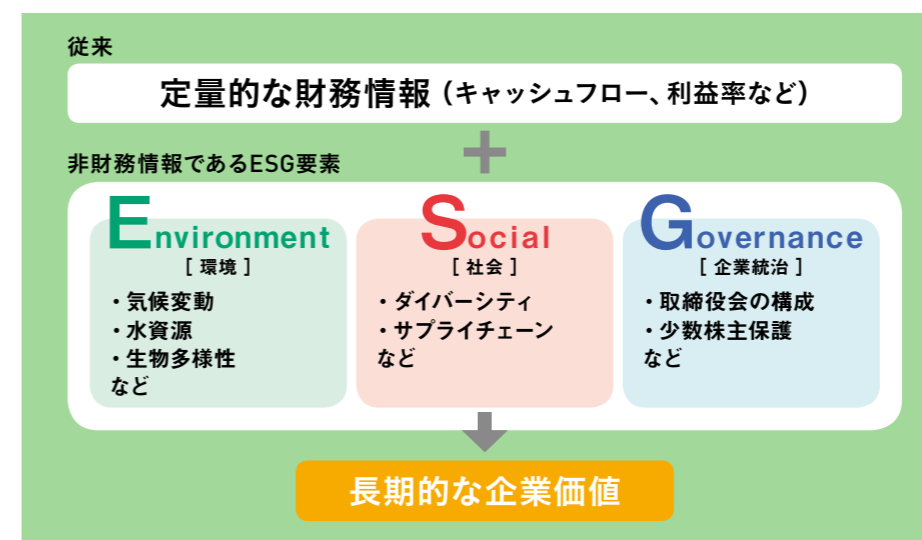 従来
定量的な財務情報（キャッシュフロー、利益率など）
+
非財務情報であるESG要素
Environment
［環境］
・気候変動
・水資源
・生物多様性
など
Social
［社会］
・ダイバーシティ
・サプライチェーン
など
Governance
［企業統治］
・取締役会の構成
・少数株主保護
など
長期的な企業価値